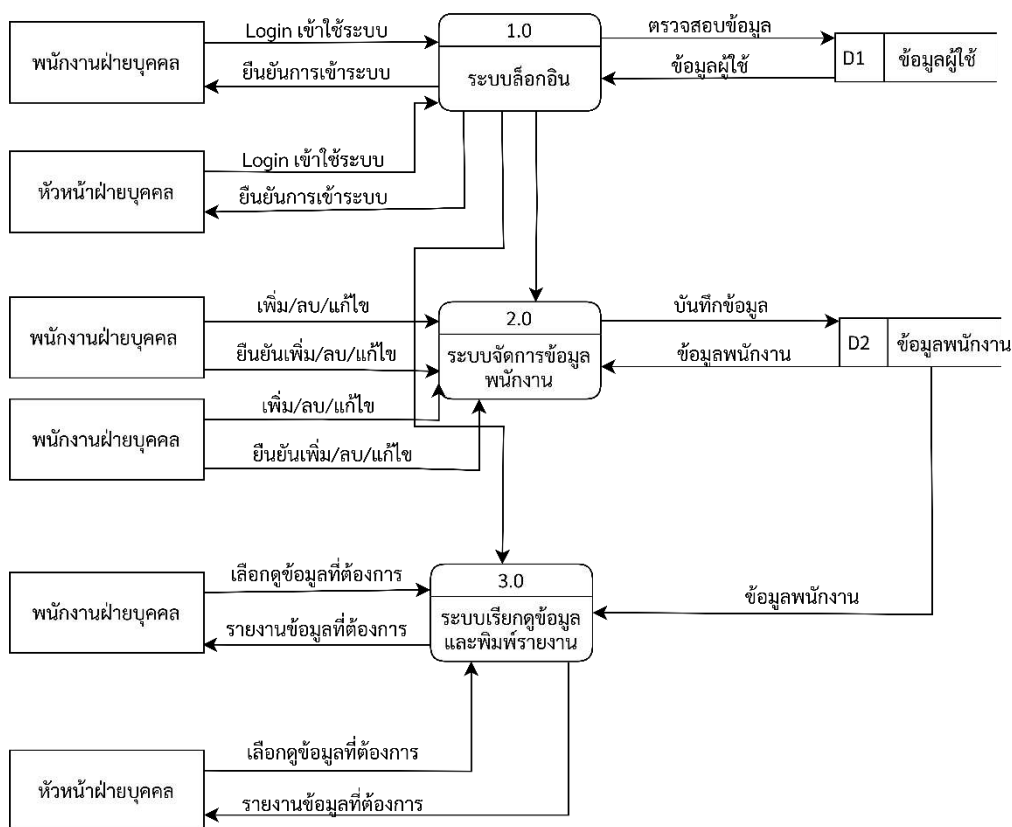 Login เข้าใช้ระบบ
1.0
ตรวจสอบข้อมูล
พนักงานฝ่ายบุคคล
ยืนยันการเข้าระบบ
ระบบล็อกอิน
ข้อมูลผู้ใช้
D1
ข้อมูลผู้ใช้
Login เข้าใช้ระบบ
หัวหน้าฝ่ายบุคคล
ยืนยันการเข้าระบบ
เพิ่ม/ลบ/แก้ไข
2.0
บันทึกข้อมูล
พนักงานฝ่ายบุคคล
ยืนยันเพิ่ม/ลบ/แก้ไข
ระบบจัดการข้อมูล
พนักงาน
ข้อมูลพนักงาน
D2
ข้อมูลพนักงาน
เพิ่ม/ลบ/แก้ไข
พนักงานฝ่ายบุคคล
ยืนยันเพิ่ม/ลบ/แก้ไข
เลือกดูข้อมูลที่ต้องการ
3.0
ข้อมูลพนักงาน
พนักงานฝ่ายบุคคล
รายงานข้อมูลที่ต้องการ
ระบบเรียกดูข้อมูล
และพิมพ์รายงาน
เลือกดูข้อมูลที่ต้องการ
หัวหน้าฝ่ายบุคคล
รายงานข้อมูลที่ต้องการ